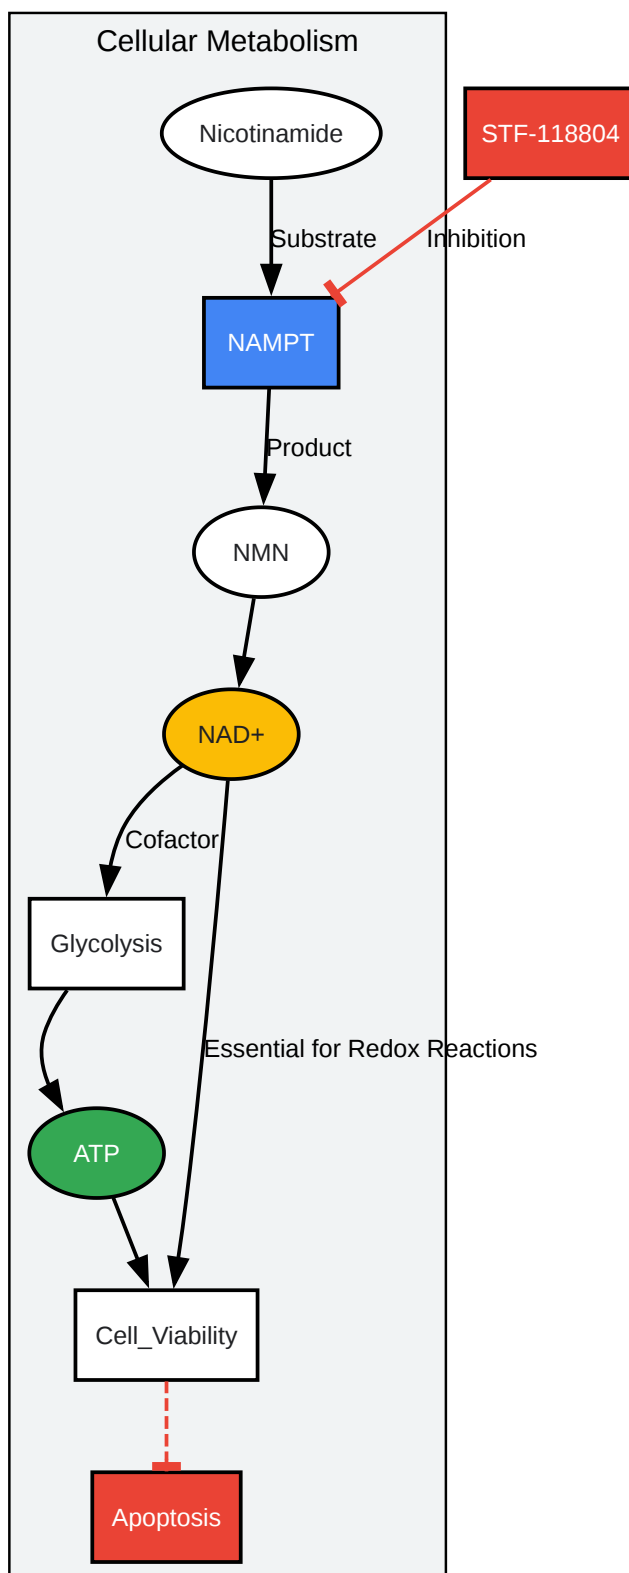 Cellular Metabolism
Nicotinamide
STF-118804
Substrate
Inhibition
NAMPT
Product
NMN
NAD+
Cofactor
Glycolysis
Essential for Redox Reactions
ATP
Cell_Viability
Apoptosis